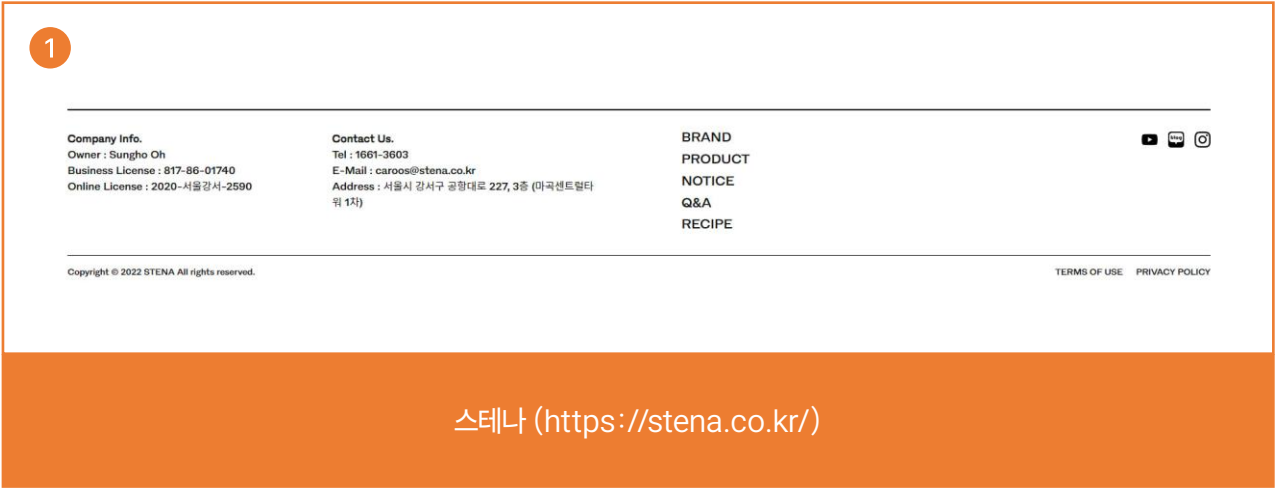 1
Company Info.
Owner : Sungho Oh
Business License : 817-86-01740
Online License : 2020-서울강서-2590
Contact Us.
Tel : 1661-3603
E-Mail : caroos@stena.co.kr
Address : 서울시 강서구 공항대로 227, 3층 (마곡센트럴타
워 1차)
BRAND
PRODUCT
NOTICE
Q&A
RECIPE
blog
Copyright © 2022 STENA All rights reserved.
TERMS OF USE PRIVACY POLICY
스테나 (https://stena.co.kr/)